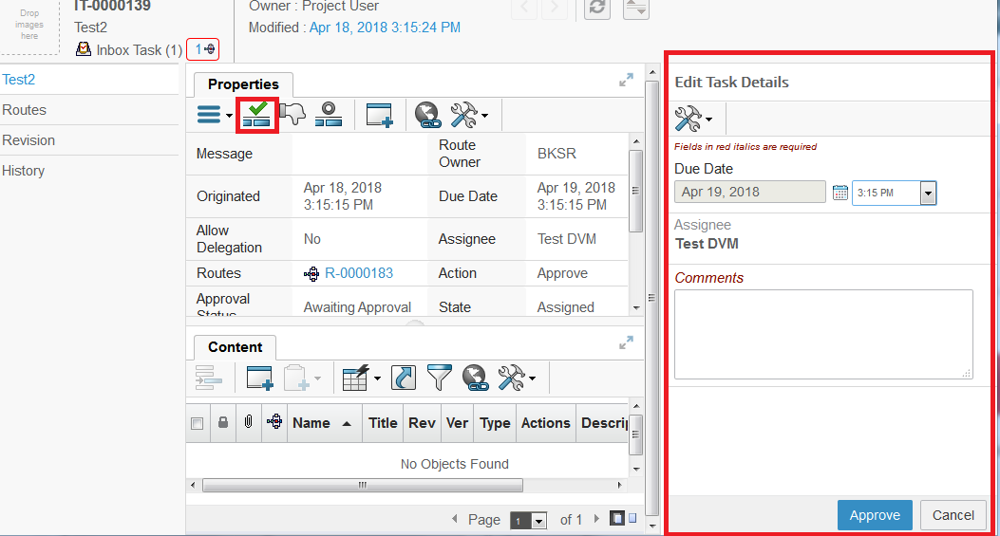 Drop
images
here
IT-0000139
Test2
Inbox Task (1) 1
Owner : Project User
Modified : Apr 18, 2018 3:15:24 PM
Test2
Routes
Revision
History
Properties
Message
Route
Owner
BKSR
Originated
Apr 18, 2018
3:15:15 PM
Due Date
Apr 19, 2018
3:15:15 PM
Allow
Delegation
No
Assignee
Test DVM
Routes
R-0000183
Action
Approve
Approval
Status
Awaiting Approval
State
Assigned
Content
Name Title Rev Ver Type Actions Descrip
No Objects Found
Page 1 of 1
Edit Task Details
Fields in red italics are required
Due Date
Apr 19, 2018 3:15 PM
Assignee
Test DVM
Comments
Approve Cancel